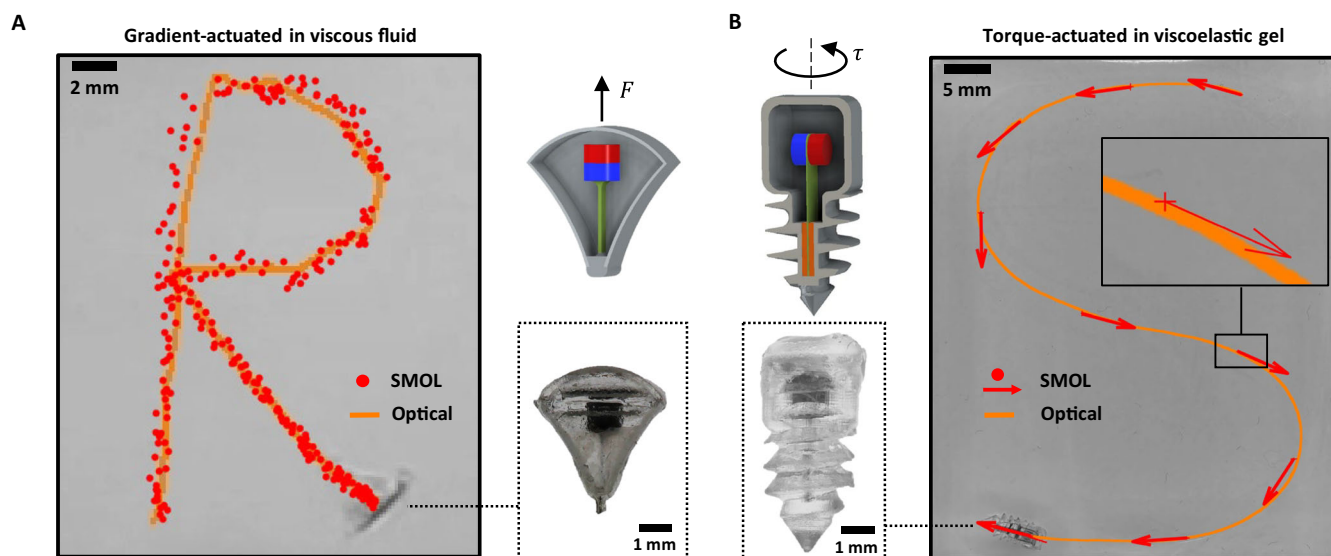 A
Gradient-actuated in viscous fluid
2 mm
SMOL
Optical
F
1 mm
B
τ
1 mm
Torque-actuated in viscoelastic gel
5 mm
SMOL
Optical